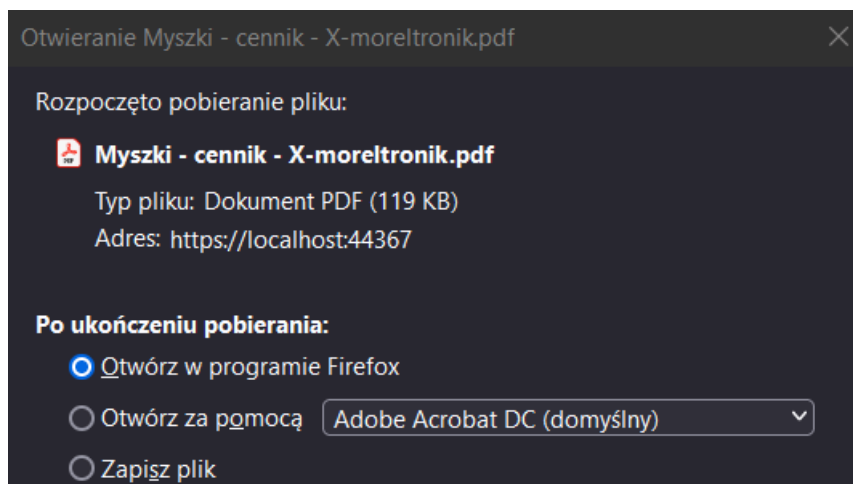 Otwieranie Myszki - cennik - X-moreltronik.pdf
Rozpoczęto pobieranie pliku:
Myszki - cennik - X-moreltronik.pdf
Typ pliku: Dokument PDF (119 KB)
Adres: https://localhost:44367
Po ukończeniu pobierania:
Otwórz w programie Firefox
Otwórz za pomocą Adobe Acrobat DC (domyślny)
Zapisz plik